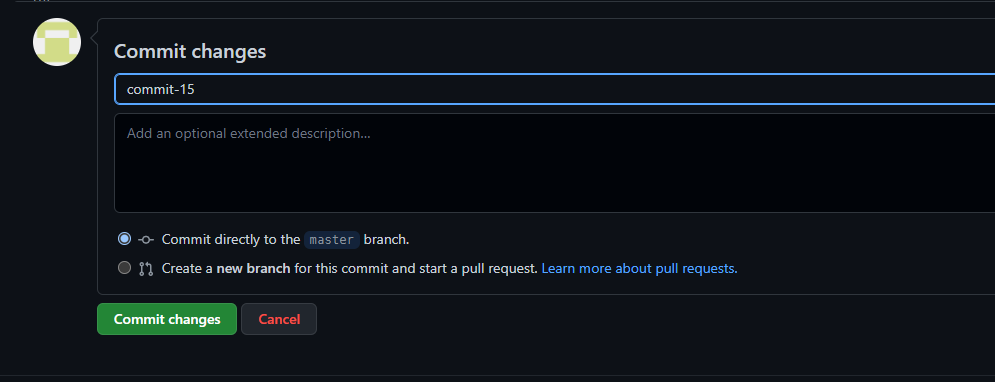 Commit changes
commit-15
Add an optional extended description...
Commit directly to the master branch.
Create a new branch for this commit and start a pull request. Learn more about pull requests.
Commit changes
Cancel